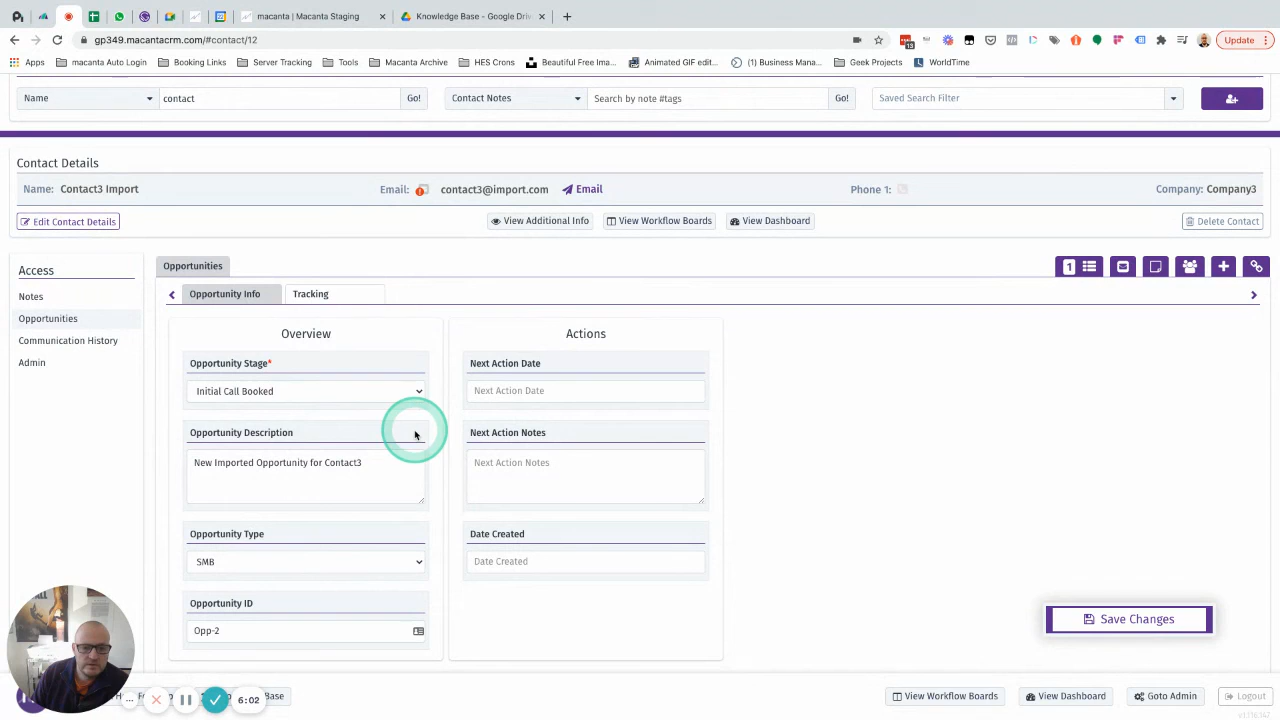 macanta | Macanta Staging
Knowledge Base - Google Dri
gp349.macantacrm.com/#contact/12
13
Update
Apps
macanta Auto Login
Booking Links
Server Tracking
Tools
Macanta Archive
HES Crons
Beautiful Free Ima...
Animated GIF edit...
(1) Business Mana...
Geek Projects
WorldTime
Name
contact
Go!
Contact Notes
Search by note #tags
Go!
Saved Search Filter
Contact Details
Name: Contact3 Import
Email: contact3@import.com Email
Phone 1:
Company: Company3
Edit Contact Details
View Additional Info
View Workflow Boards
View Dashboard
Delete Contact
Access
Notes
Opportunities
Communication History
Admin
Opportunities
1
Opportunity Info
Tracking
Overview
Opportunity Stage*
Initial Call Booked
Opportunity Description
New Imported Opportunity for Contact3
Opportunity Type
SMB
Opportunity ID
Opp-2
Actions
Next Action Date
Next Action Date
Next Action Notes
Next Action Notes
Date Created
Date Created
Save Changes
6:02
Base
View Workflow Boards
View Dashboard
Goto Admin
Logout